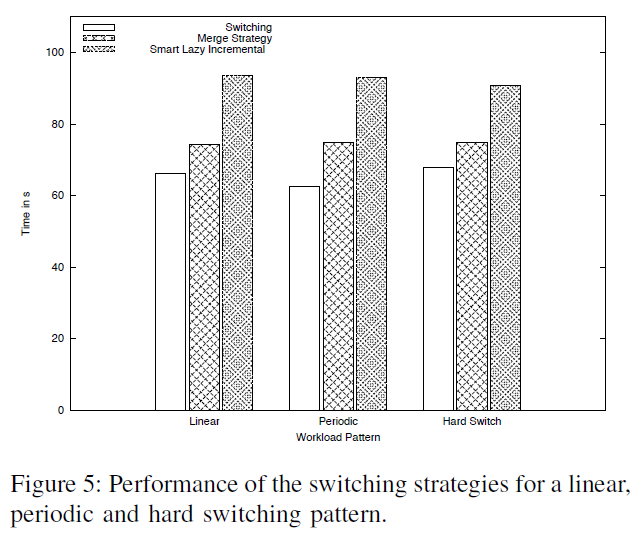 Switching
Merge Strategy
Smart Lazy Incremental
100
80
60
40
20
0
Time in s
Linear
Periodic
Hard Switch
Workload Pattern
Figure 5: Performance of the switching strategies for a linear,
periodic and hard switching pattern.